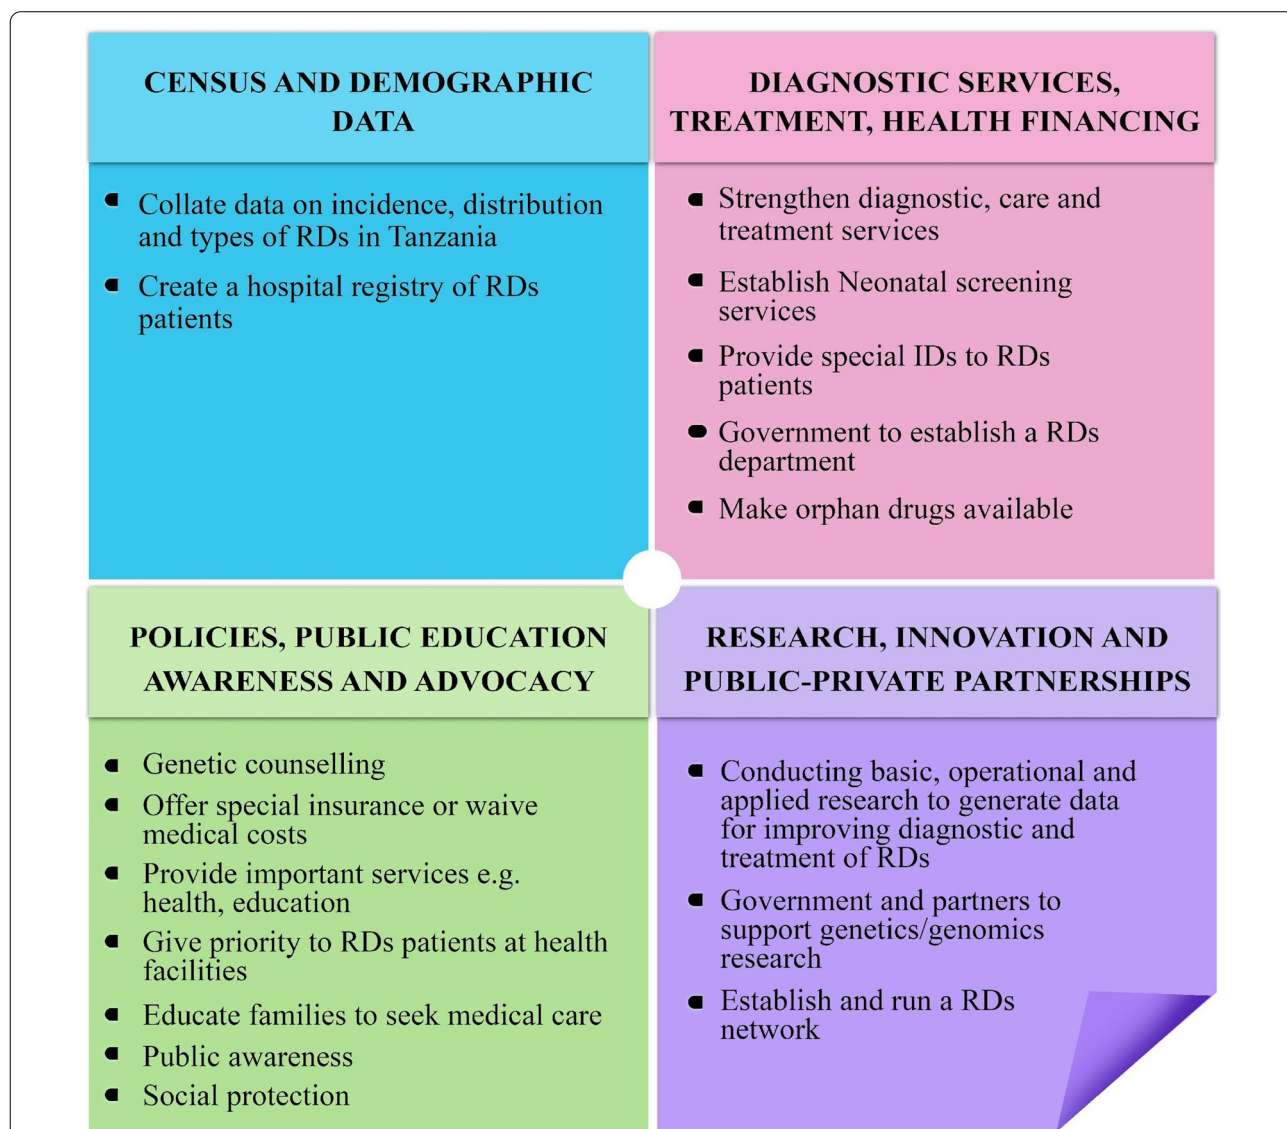 CENSUS AND DEMOGRAPHIC
DATA
Collate data on incidence, distribution
and types of RDs in Tanzania
Create a hospital registry of RDs
patients
DIAGNOSTIC SERVICES,
TREATMENT, HEALTH FINANCING
Strengthen diagnostic, care and
treatment services
Establish Neonatal screening
services
Provide special IDs to RDs
patients
Government to establish a RDs
department
Make orphan drugs available
POLICIES, PUBLIC EDUCATION
AWARENESS AND ADVOCACY
Genetic counselling
Offer special insurance or waive
medical costs
Provide important services e.g.
health, education
Give priority to RDs patients at health
facilities
Educate families to seek medical care
Public awareness
Social protection
RESEARCH, INNOVATION AND
PUBLIC-PRIVATE PARTNERSHIPS
Conducting basic, operational and
applied research to generate data
for improving diagnostic and
treatment of RDs
Government and partners to
support genetics/genomics
research
Establish and run a RDs
network